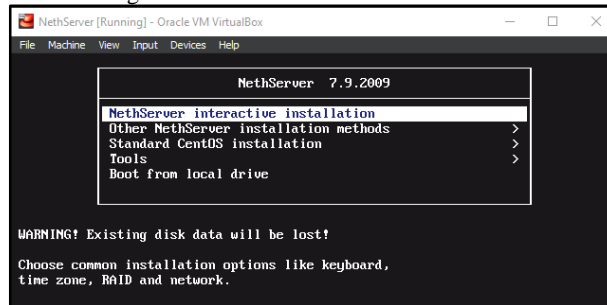 NethServer [Running] - Oracle VM VirtualBox
File Machine View Input Devices Help
NethServer 7.9.2009
NethServer interactive installation
Other NethServer installation methods >
Standard CentOS installation >
Tools >
Boot from local drive
WARNING! Existing disk data will be lost!
Choose common installation options like keyboard,
time zone, RAID and network.